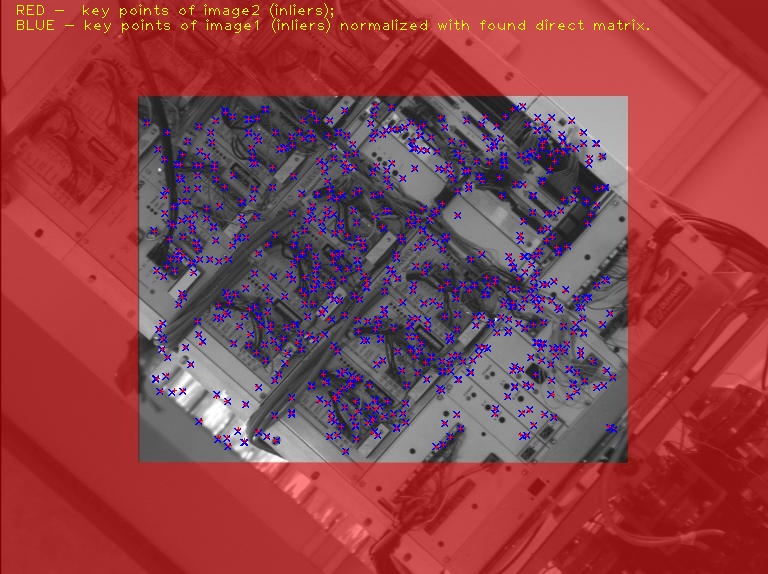 RED -  key points of image2 (inliers);
BLUE - key points of image1 (inliers) normalized with found direct matrix.